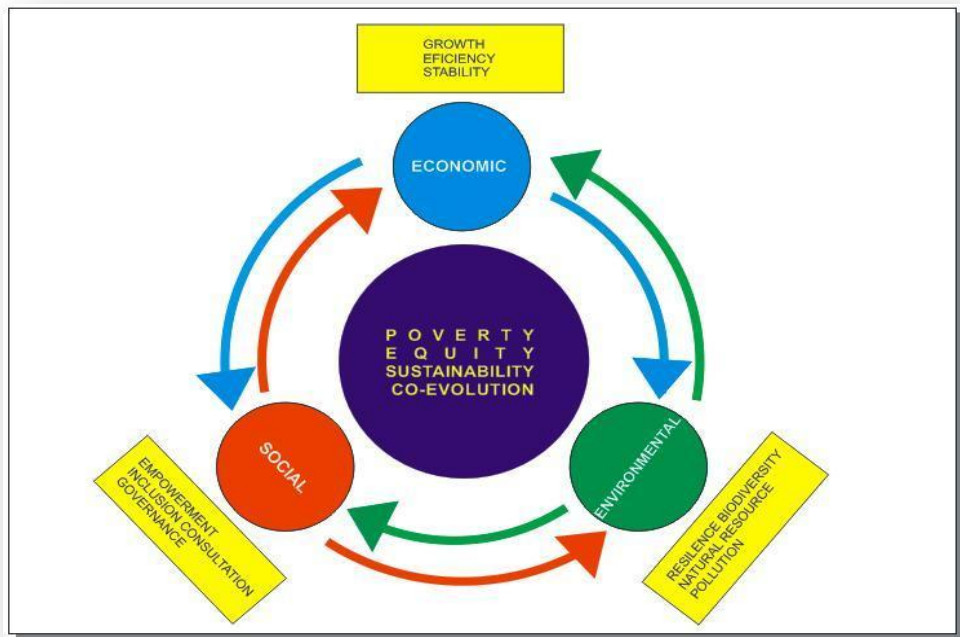 GROWTH
EFICIENCY
STABILITY
ECONOMIC
POVERTY
EQUITY
SUSTAINABILITY
CO-EVOLUTION
SOCIAL
ENVIRONMENTAL
EMPOWERMENT
INCLUSION CONSULTATION
GOVERNANCE
RESILENCE BIODIVERSITY
NATURAL RESOURCE
POLLUTION